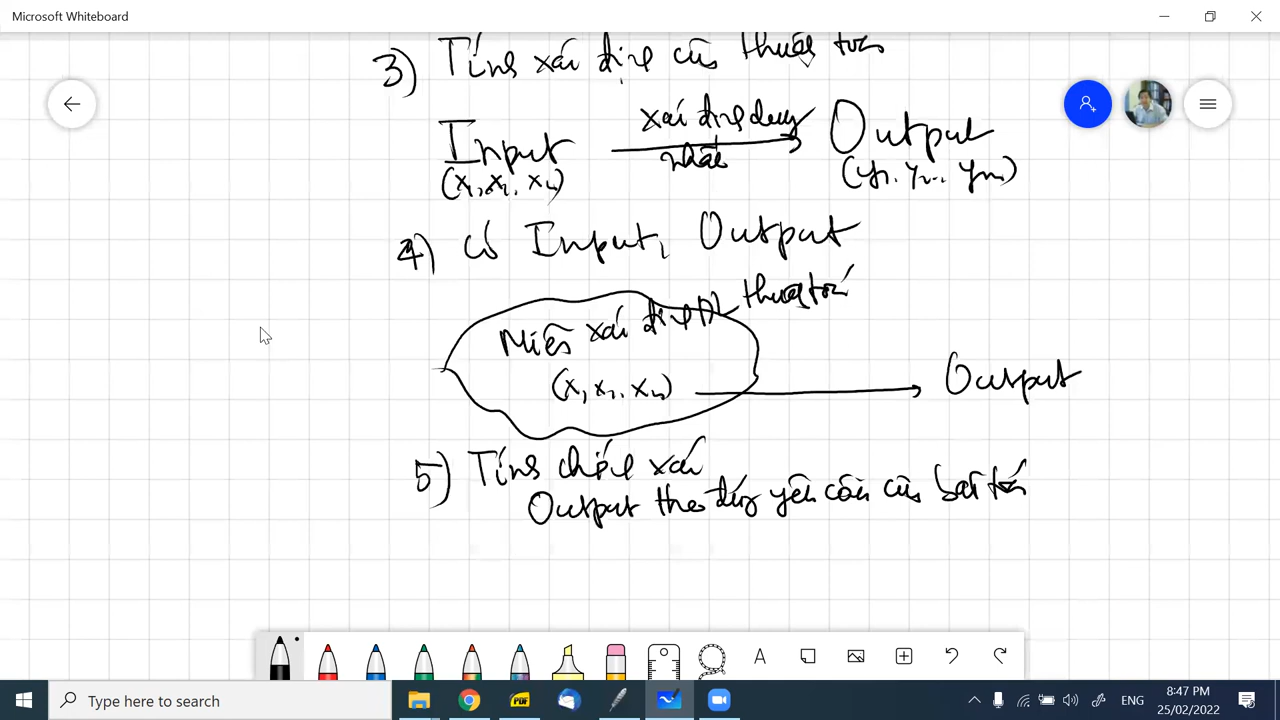 Microsoft Whiteboard
3) Tính xác định của thuật toán
Input xác định duy nhất Output
(x1, x2.. xn) (y1. y2.. ym)
4) Có Input, Output
Miền xác định thuật toán
(x1 x2.. xn) Output
5) Tính chính xác
Output theo đúng yêu cầu của bài toán
A
Type here to search
PDF
ENG
8:47 PM
25/02/2022